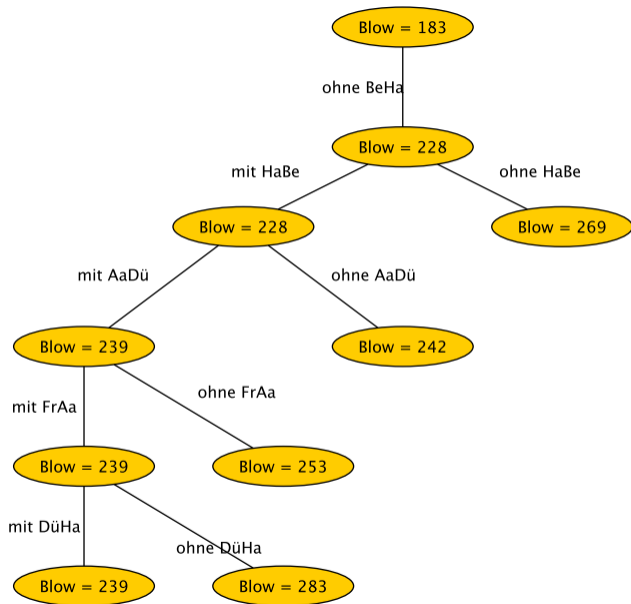 Blow = 183
ohne BeHa
Blow = 228
mit HaBe
ohne HaBe
Blow = 228
Blow = 269
mit AaDü
ohne AaDü
Blow = 239
Blow = 242
mit FrAa
ohne FrAa
Blow = 239
Blow = 253
mit DüHa
ohne DüHa
Blow = 239
Blow = 283